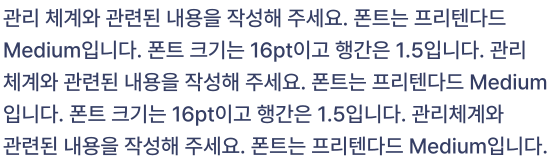 관리 체계와 관련된 내용을 작성해 주세요. 폰트는 프리텐다드
Medium입니다. 폰트 크기는 16pt이고 행간은 1.5입니다. 관리
체계와 관련된 내용을 작성해 주세요. 폰트는 프리텐다드 Medium
입니다. 폰트 크기는 16pt이고 행간은 1.5입니다. 관리체계와
관련된 내용을 작성해 주세요. 폰트는 프리텐다드 Medium입니다.